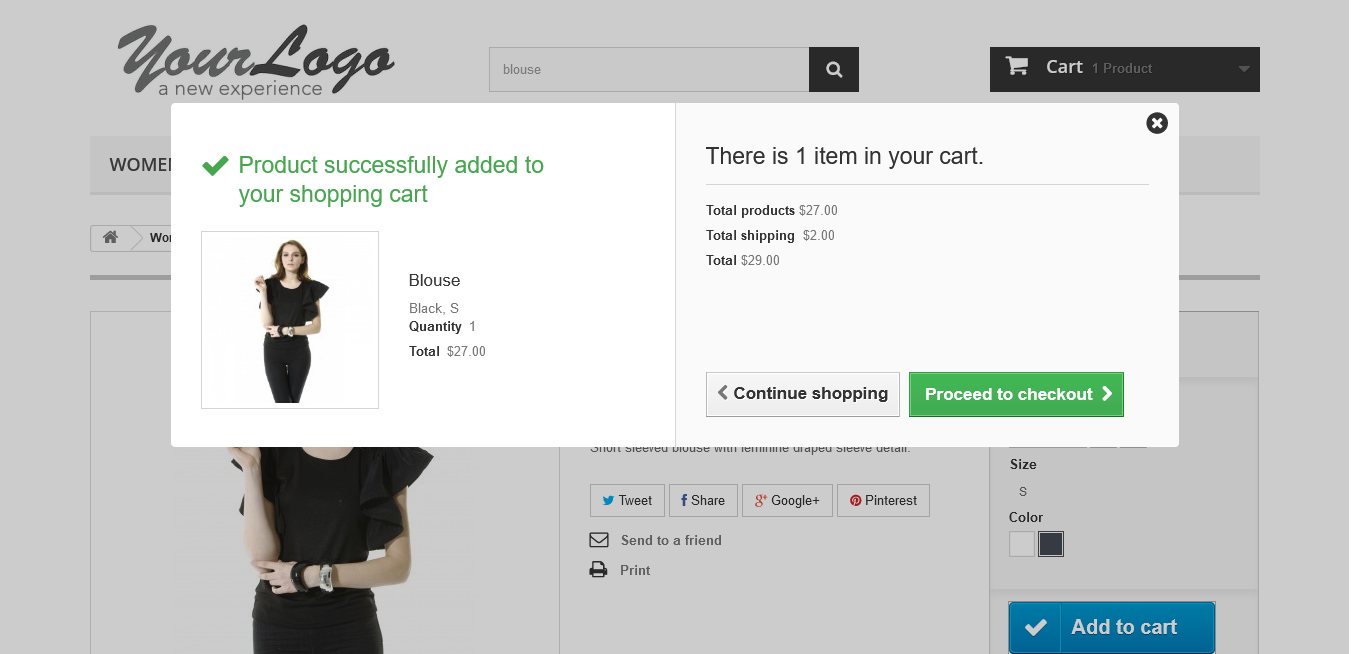 YourLogo
a new experience
blouse
Cart 1 Product
WOMEN
Product successfully added to
your shopping cart
Blouse
Black, S
Quantity 1
Total $27.00
There is 1 item in your cart.
Total products $27.00
Total shipping $2.00
Total $29.00
Continue shopping
Proceed to checkout
Short sleeved blouse with feminine draped sleeve detail.
Tweet
Share
Google+
Pinterest
Send to a friend
Print
Size
S
Color
Add to cart